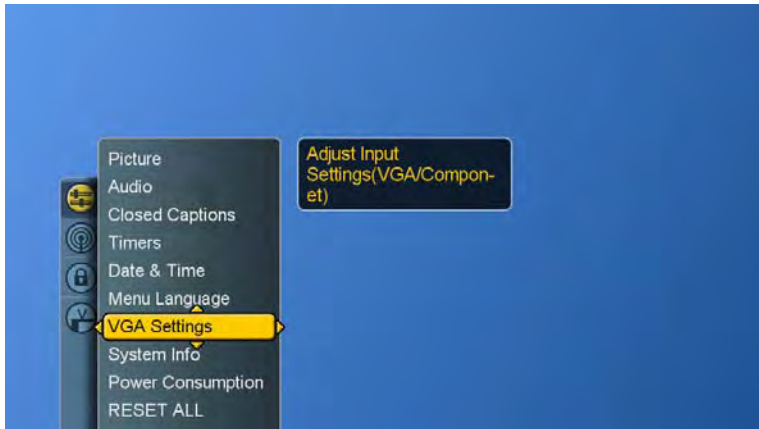 Picture
Audio
Closed Captions
Timers
Date & Time
Menu Language
VGA Settings
System Info
Power Consumption
RESET ALL
Adjust Input
Settings(VGA/Compon-
et)